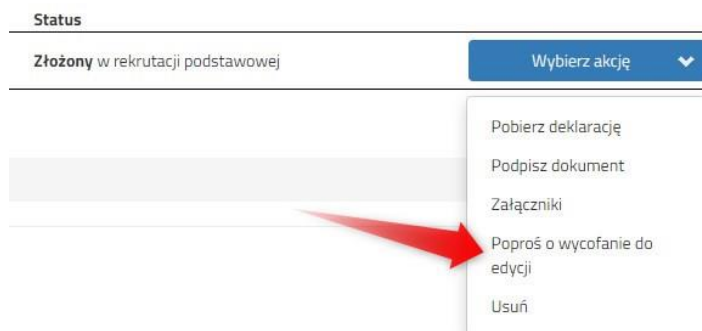 Status
Złożony w rekrutacji podstawowej
Wybierz akcję
Pobierz deklarację
Podpisz dokument
Załączniki
Poproś o wycofanie do
edycji
Usuń